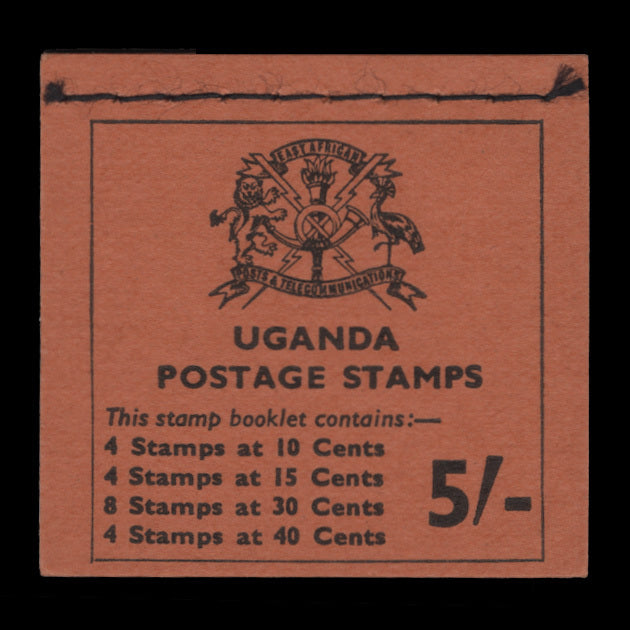 EAST AFRICAN
POSTS & TELECOMMUNICATIONS
UGANDA
POSTAGE STAMPS
This stamp booklet contains:—
4 Stamps at 10 Cents
4 Stamps at 15 Cents
8 Stamps at 30 Cents
4 Stamps at 40 Cents
5/-